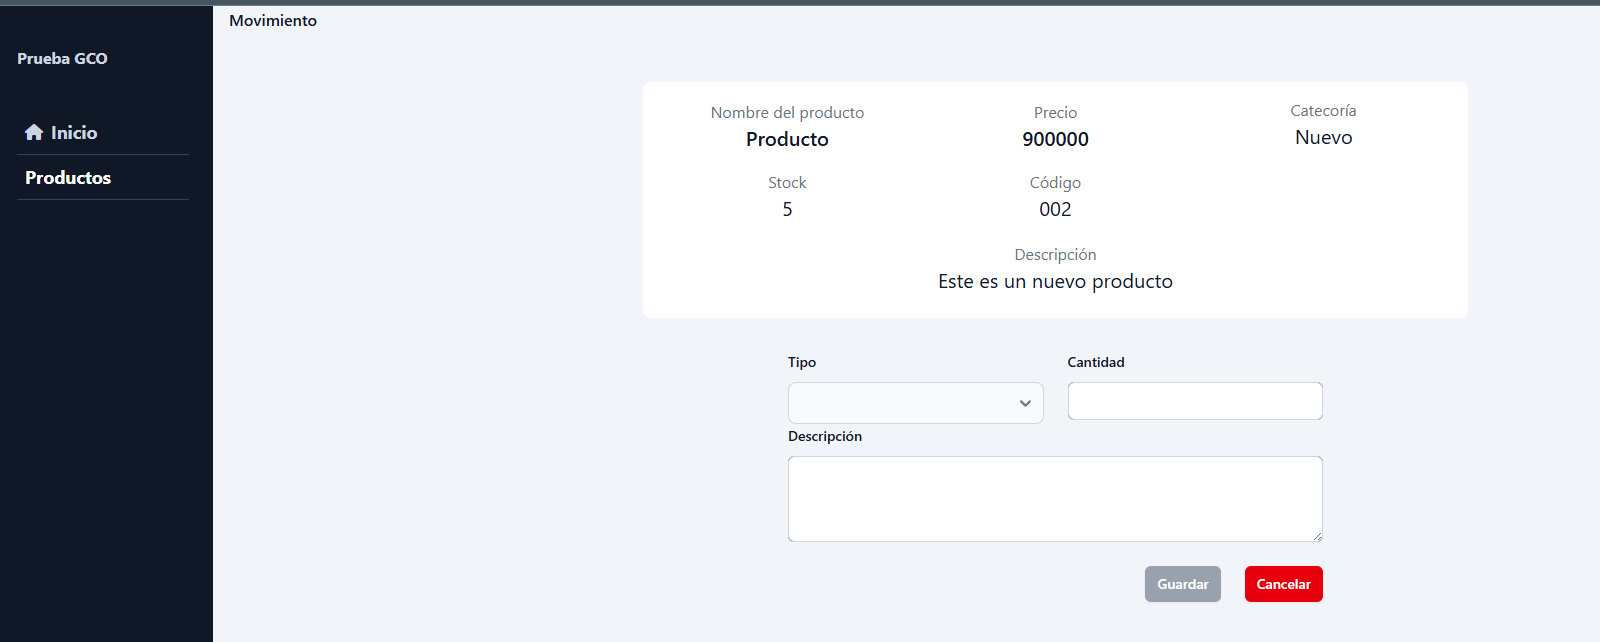 Movimiento
Prueba GCO
Inicio
Productos
Nombre del producto
Producto
Precio
900000
Catecoría
Nuevo
Stock
5
Código
002
Descripción
Este es un nuevo producto
Tipo
Cantidad
Descripción
Guardar
Cancelar